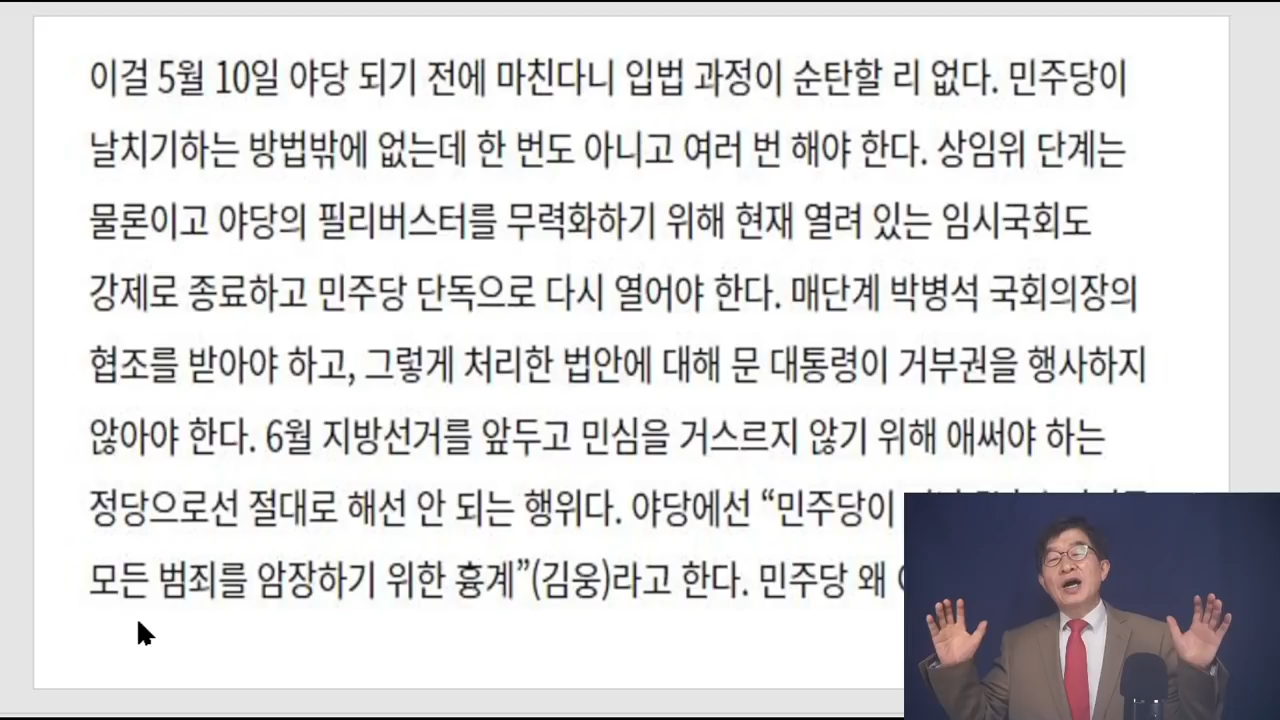 이걸 5월 10일 야당 되기 전에 마친다니 입법 과정이 순탄할 리 없다. 민주당이
날치기하는 방법밖에 없는데 한 번도 아니고 여러 번 해야 한다. 상임위 단계는
물론이고 야당의 필리버스터를 무력화하기 위해 현재 열려 있는 임시국회도
강제로 종료하고 민주당 단독으로 다시 열어야 한다. 매단계 박병석 국회의장의
협조를 받아야 하고, 그렇게 처리한 법안에 대해 문 대통령이 거부권을 행사하지
않아야 한다. 6월 지방선거를 앞두고 민심을 거스르지 않기 위해 애써야 하는
정당으로선 절대로 해선 안 되는 행위다. 야당에선 “민주당이
모든 범죄를 암장하기 위한 흉계”(김웅)라고 한다. 민주당 왜